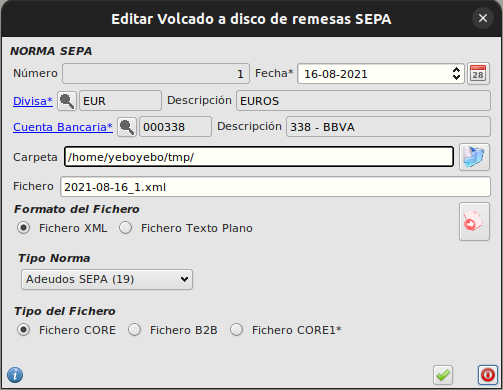 Editar Volcado a disco de remesas SEPA
NORMA SEPA
Número 1 Fecha* 16-08-2021 28
Divisa* EUR Descripción EUROS
Cuenta Bancaria* 000338 Descripción 338 - BBVA
Carpeta /home/yeboyebo/tmp/
Fichero 2021-08-16_1.xml
Formato del Fichero
Fichero XML Fichero Texto Plano
Tipo Norma
Adeudos SEPA (19)
Tipo del Fichero
Fichero CORE Fichero B2B Fichero CORE1*